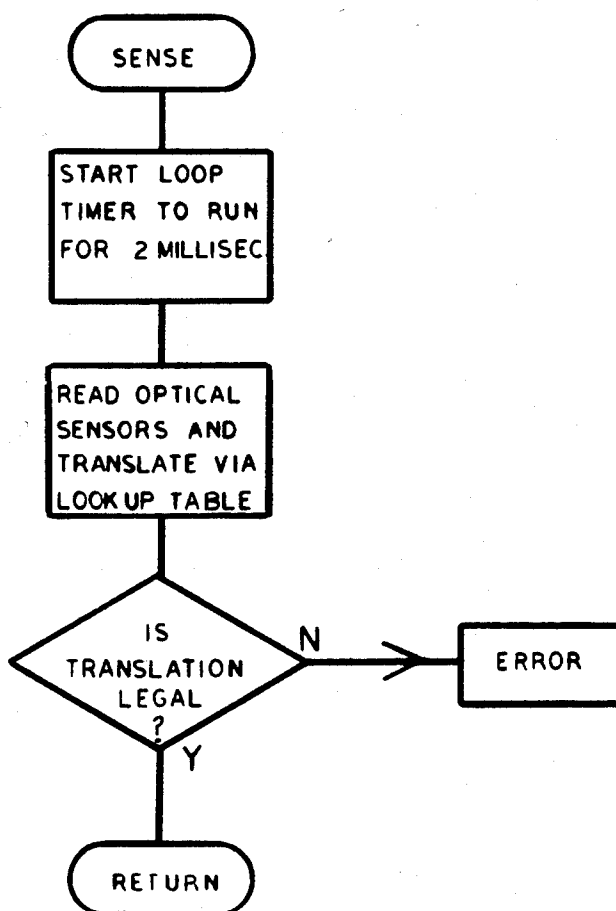 SENSE
START LOOP
TIMER TO RUN
FOR 2 MILLISEC.
READ OPTICAL
SENSORS AND
TRANSLATE VIA
LOOKUP TABLE
IS
TRANSLATION
LEGAL
?
N
ERROR
Y
RETURN